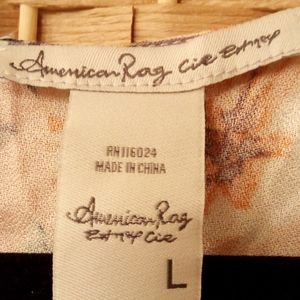 American Rag Cie
RN116024
MADE IN CHINA
American Rag
Cie
L